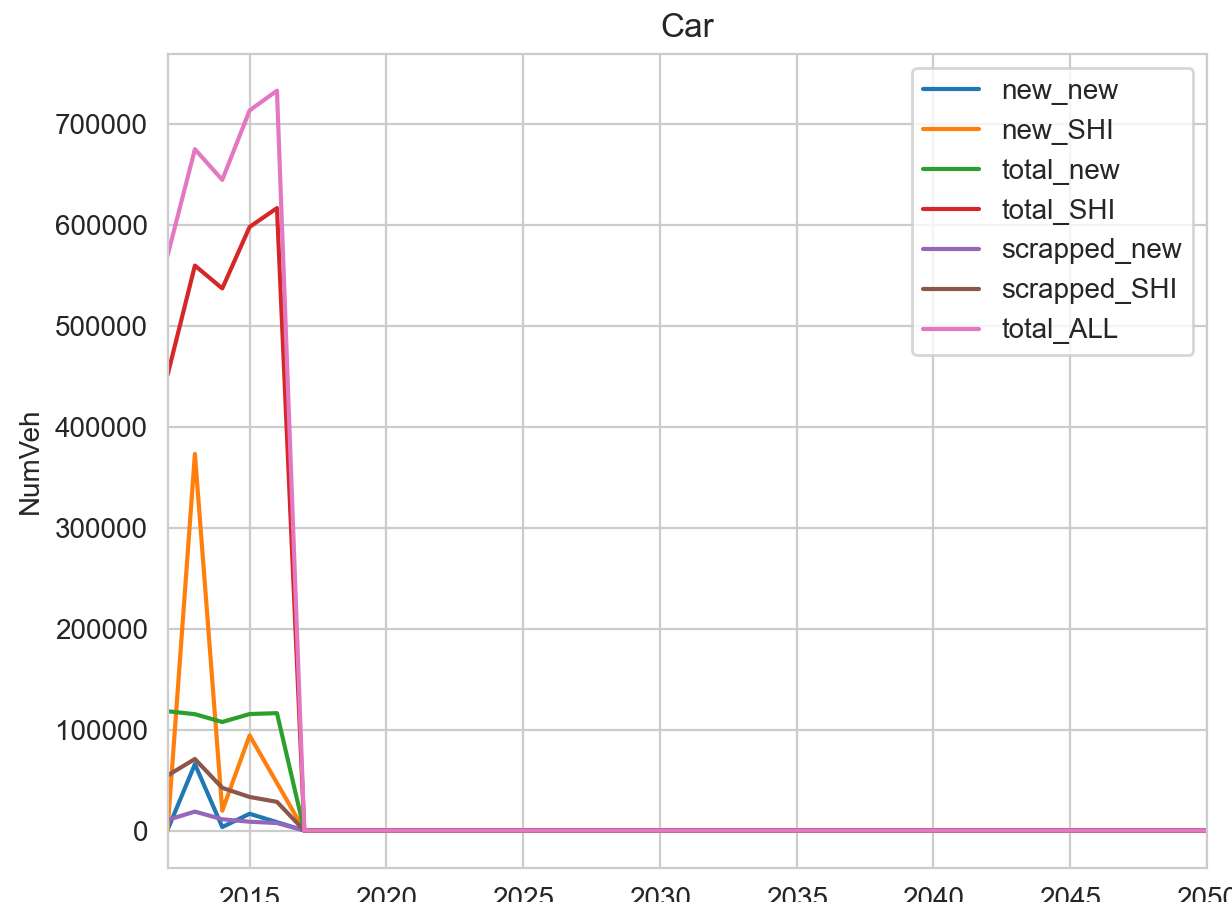 Car
NumVeh
700000
600000
500000
400000
300000
200000
100000
0
new_new
new_SHI
total_new
total_SHI
scrapped_new
scrapped_SHI
total_ALL
2015 2020 2025 2030 2035 2040 2045 2050